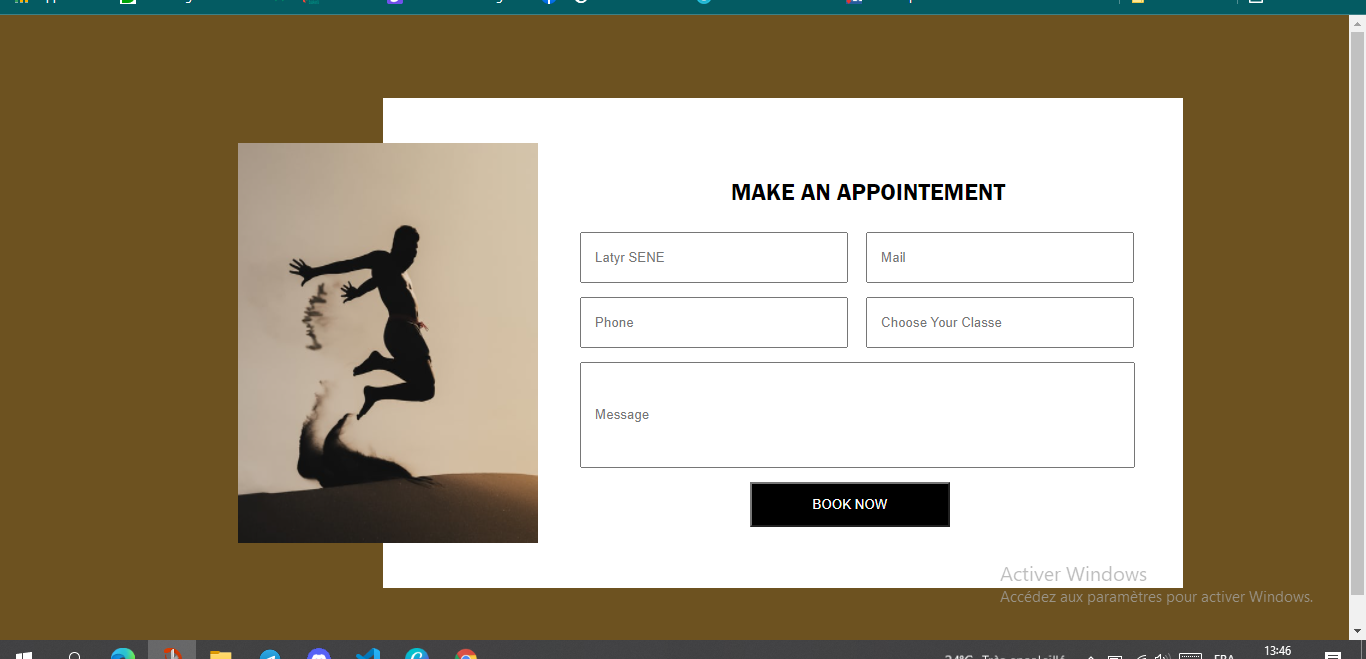 MAKE AN APPOINTEMENT
Latyr SENE
Mail
Phone
Choose Your Classe
Message
BOOK NOW
Activer Windows
Accédez aux paramètres pour activer Windows.
13:46